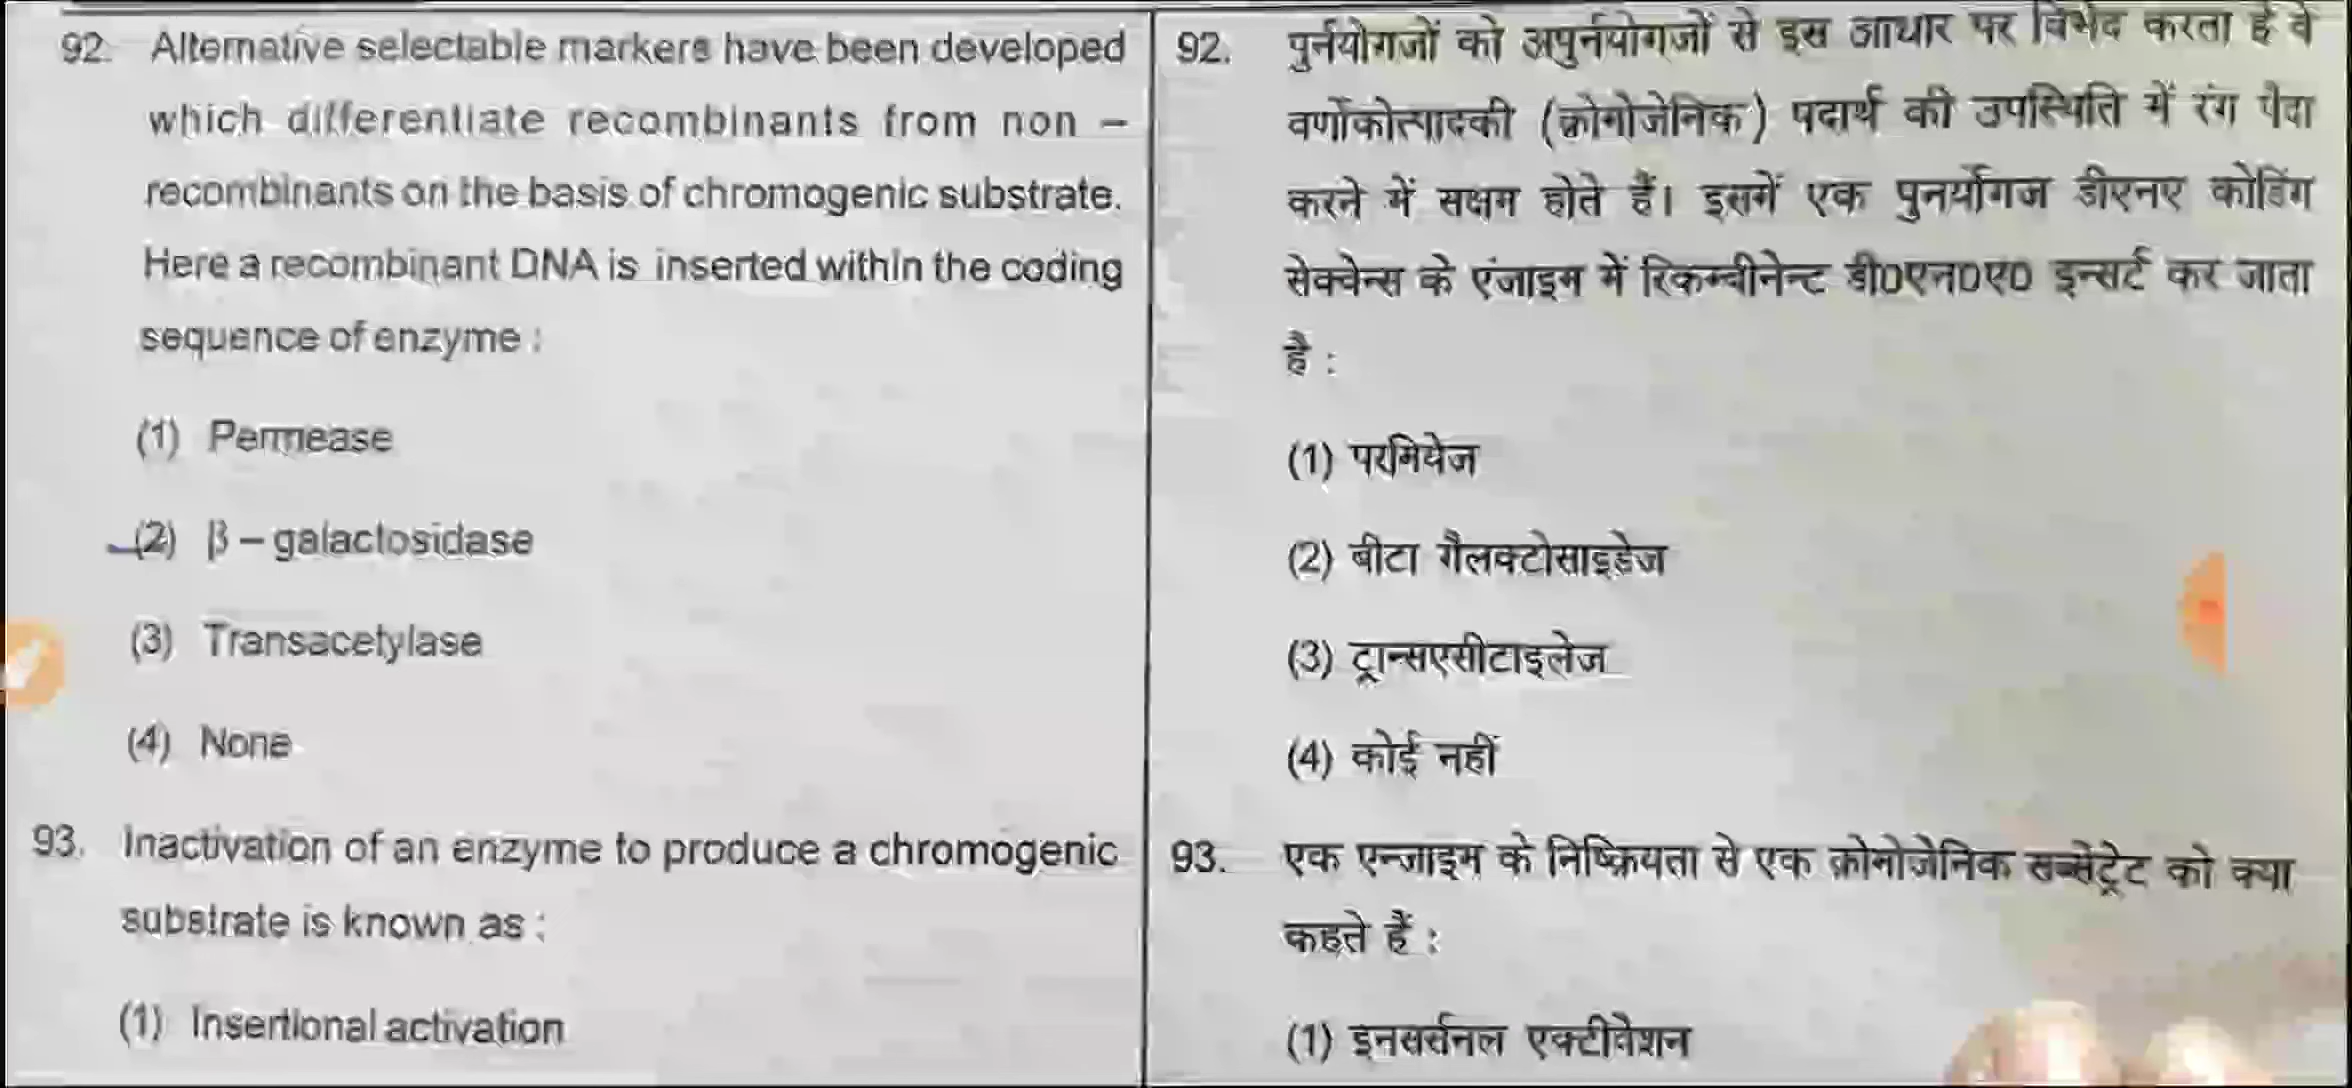 92. Alternative selectable markers have been developed
which differentiate recombinants from non –
recombinants on the basis of chromogenic substrate.
Here a recombinant DNA is inserted within the coding
sequence of enzyme :
(1) Permease
(2) β – galactosidase
(3) Transacetylase
(4) None
93. Inactivation of an enzyme to produce a chromogenic
substrate is known as :
(1) Insertional activation
92. पुर्नयोगजों को अपुर्नयोगजों से इस आधार पर विभेद करता है वे
वर्णोकोत्पादकी (क्रोगोजेनिक) पदार्थ की उपस्थिति में रंग पैदा
करने में सक्षम होते हैं। इसमें एक पुनर्योगज डीएनए कोडिंग
सेक्वेन्स के एंजाइम में रिकम्बीनेन्ट डी0एन0ए0 इन्सर्ट कर जाता
है :
(1) परमियेज
(2) बीटा गैलक्टोसाइडेज
(3) ट्रान्सएसीटाइलेज
(4) कोई नहीं
93. एक एन्जाइम के निष्क्रियता से एक क्रोमोजेनिक सब्सेट्रेट को क्या
कहते हैं :
(1) इनसर्सनल एक्टीवेशन